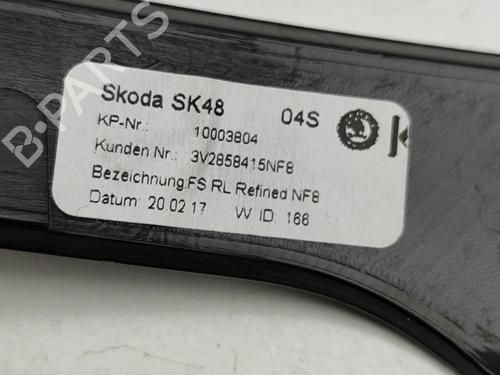 Skoda SK48 04S
KP-Nr.: 10003804
Kunden Nr.: 3V2858415NF8
Bezeichnung:FS RL Refined NF8
Datum: 20 02 17 W ID: 166
B-PARTS